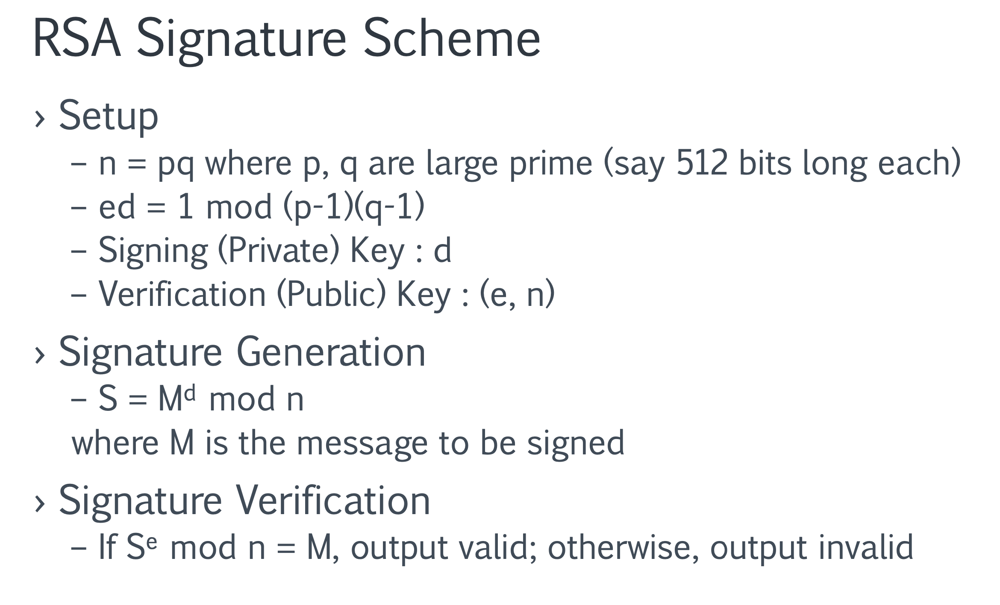 RSA Signature Scheme
› Setup
– n = pq where p, q are large prime (say 512 bits long each)
– ed = 1 mod (p-1)(q-1)
– Signing (Private) Key : d
– Verification (Public) Key : (e, n)
› Signature Generation
– S = Mᵈ mod n
where M is the message to be signed
› Signature Verification
– If Sᵉ mod n = M, output valid; otherwise, output invalid